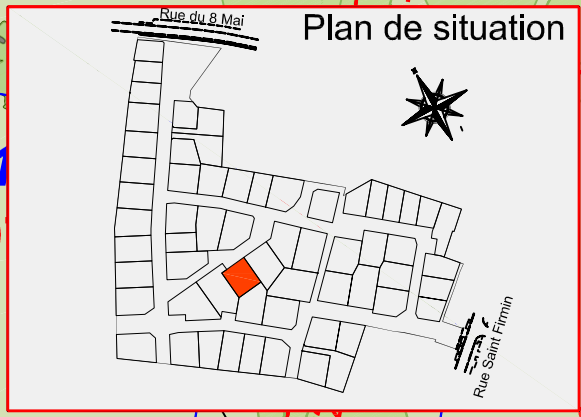 Rue du 8 Mai
Plan de situation
Rue Saint Firmin